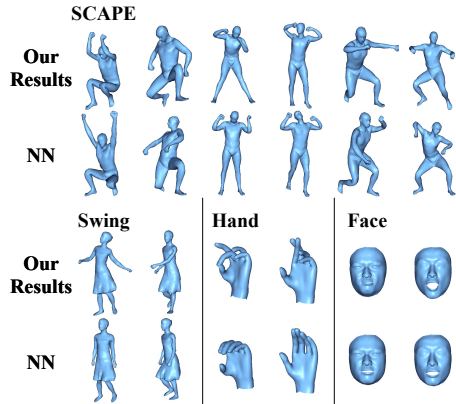 SCAPE
Our
Results
NN
Swing
Hand
Face
Our
Results
NN